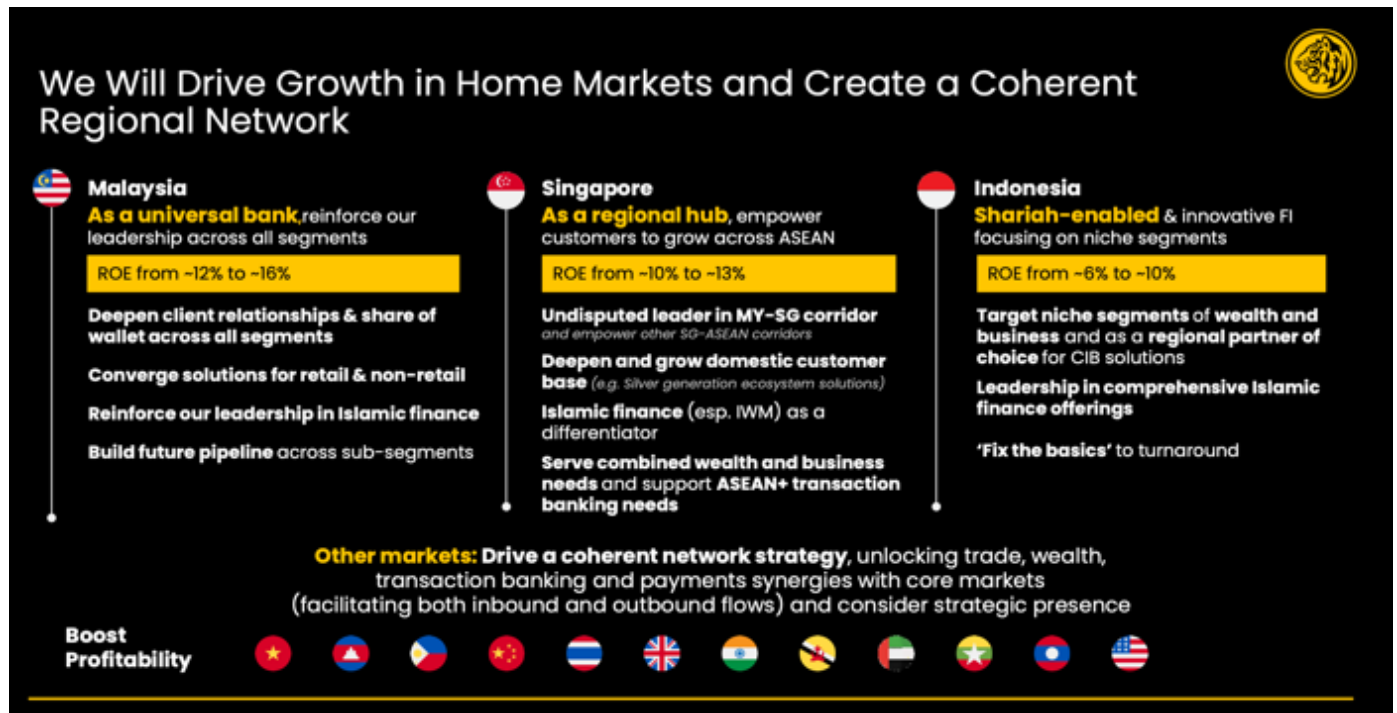 We Will Drive Growth in Home Markets and Create a Coherent
Regional Network
Malaysia
As a universal bank,reinforce our
leadership across all segments
ROE from ~12% to ~16%
Deepen client relationships & share of
wallet across all segments
Converge solutions for retail & non-retail
Reinforce our leadership in Islamic finance
Build future pipeline across sub-segments
Singapore
As a regional hub, empower
customers to grow across ASEAN
ROE from ~10% to ~13%
Undisputed leader in MY-SG corridor
and empower other SG-ASEAN corridors
Deepen and grow domestic customer
base (e.g. Silver generation ecosystem solutions)
Islamic finance (esp. IWM) as a
differentiator
Serve combined wealth and business
needs and support ASEAN+ transaction
banking needs
Indonesia
Shariah-enabled & innovative FI
focusing on niche segments
ROE from ~6% to ~10%
Target niche segments of wealth and
business and as a regional partner of
choice for CIB solutions
Leadership in comprehensive Islamic
finance offerings
‘Fix the basics’ to turnaround
Other markets: Drive a coherent network strategy, unlocking trade, wealth,
transaction banking and payments synergies with core markets
(facilitating both inbound and outbound flows) and consider strategic presence
Boost
Profitability